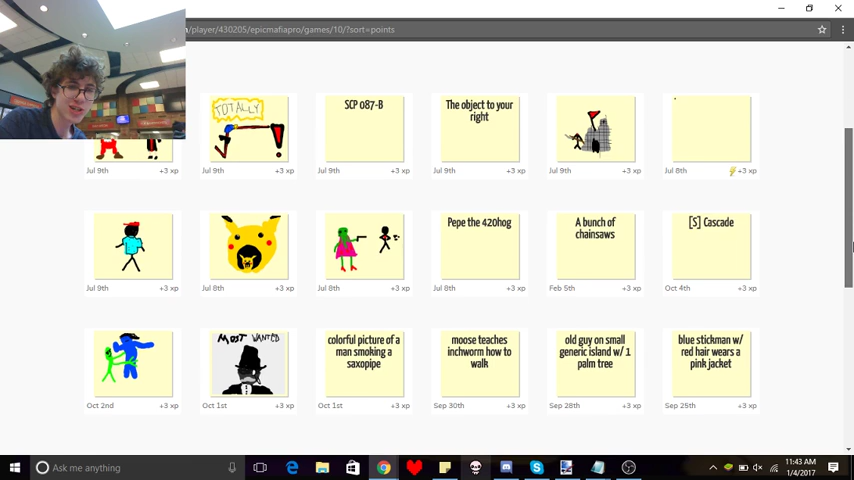 /player/430205/epicmafiapro/games/10/?sort=points
TOTALLY
SCP 087-B
The object to your
right
Jul 9th +3 xp
Jul 9th +3 xp
Jul 9th +3 xp
Jul 9th +3 xp
Jul 9th +3 xp
Jul 8th +3 xp
Pepe the 420hog
A bunch of
chainsaws
[S] Cascade
Jul 9th +3 xp
Jul 8th +3 xp
Jul 8th +3 xp
Jul 8th +3 xp
Feb 5th +3 xp
Oct 4th +3 xp
MOST WANTED
colorful picture of a
man smoking a
saxopipe
moose teaches
inchworm how to
walk
old guy on small
generic island w/ 1
palm tree
blue stickman w/
red hair wears a
pink jacket
Oct 2nd +3 xp
Oct 1st +3 xp
Oct 1st +3 xp
Sep 30th +3 xp
Sep 28th +3 xp
Sep 25th +3 xp
Ask me anything
11:43 AM
1/4/2017